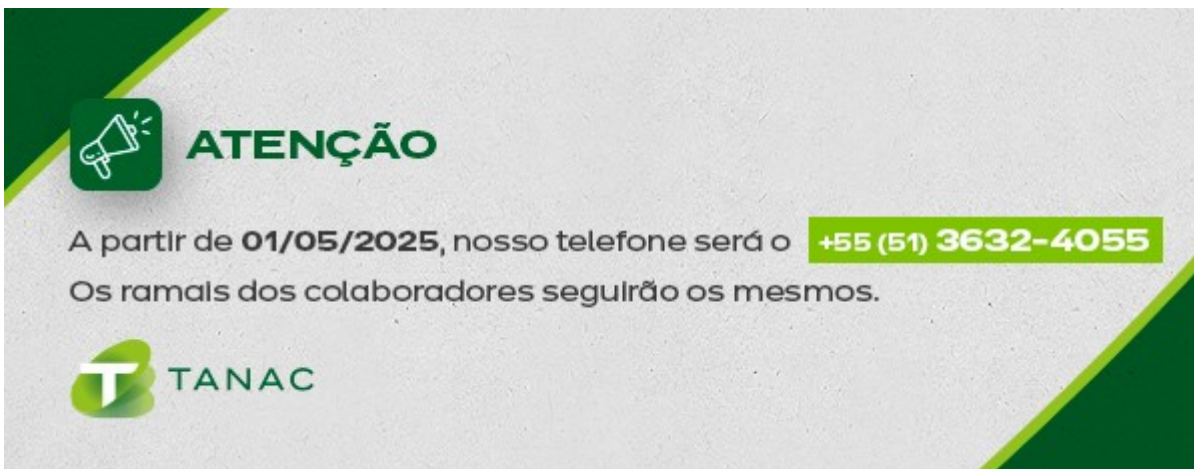 ATENÇÃO
A partir de 01/05/2025, nosso telefone será o +55 (51) 3632-4055
Os ramais dos colaboradores seguirão os mesmos.
T TANAC